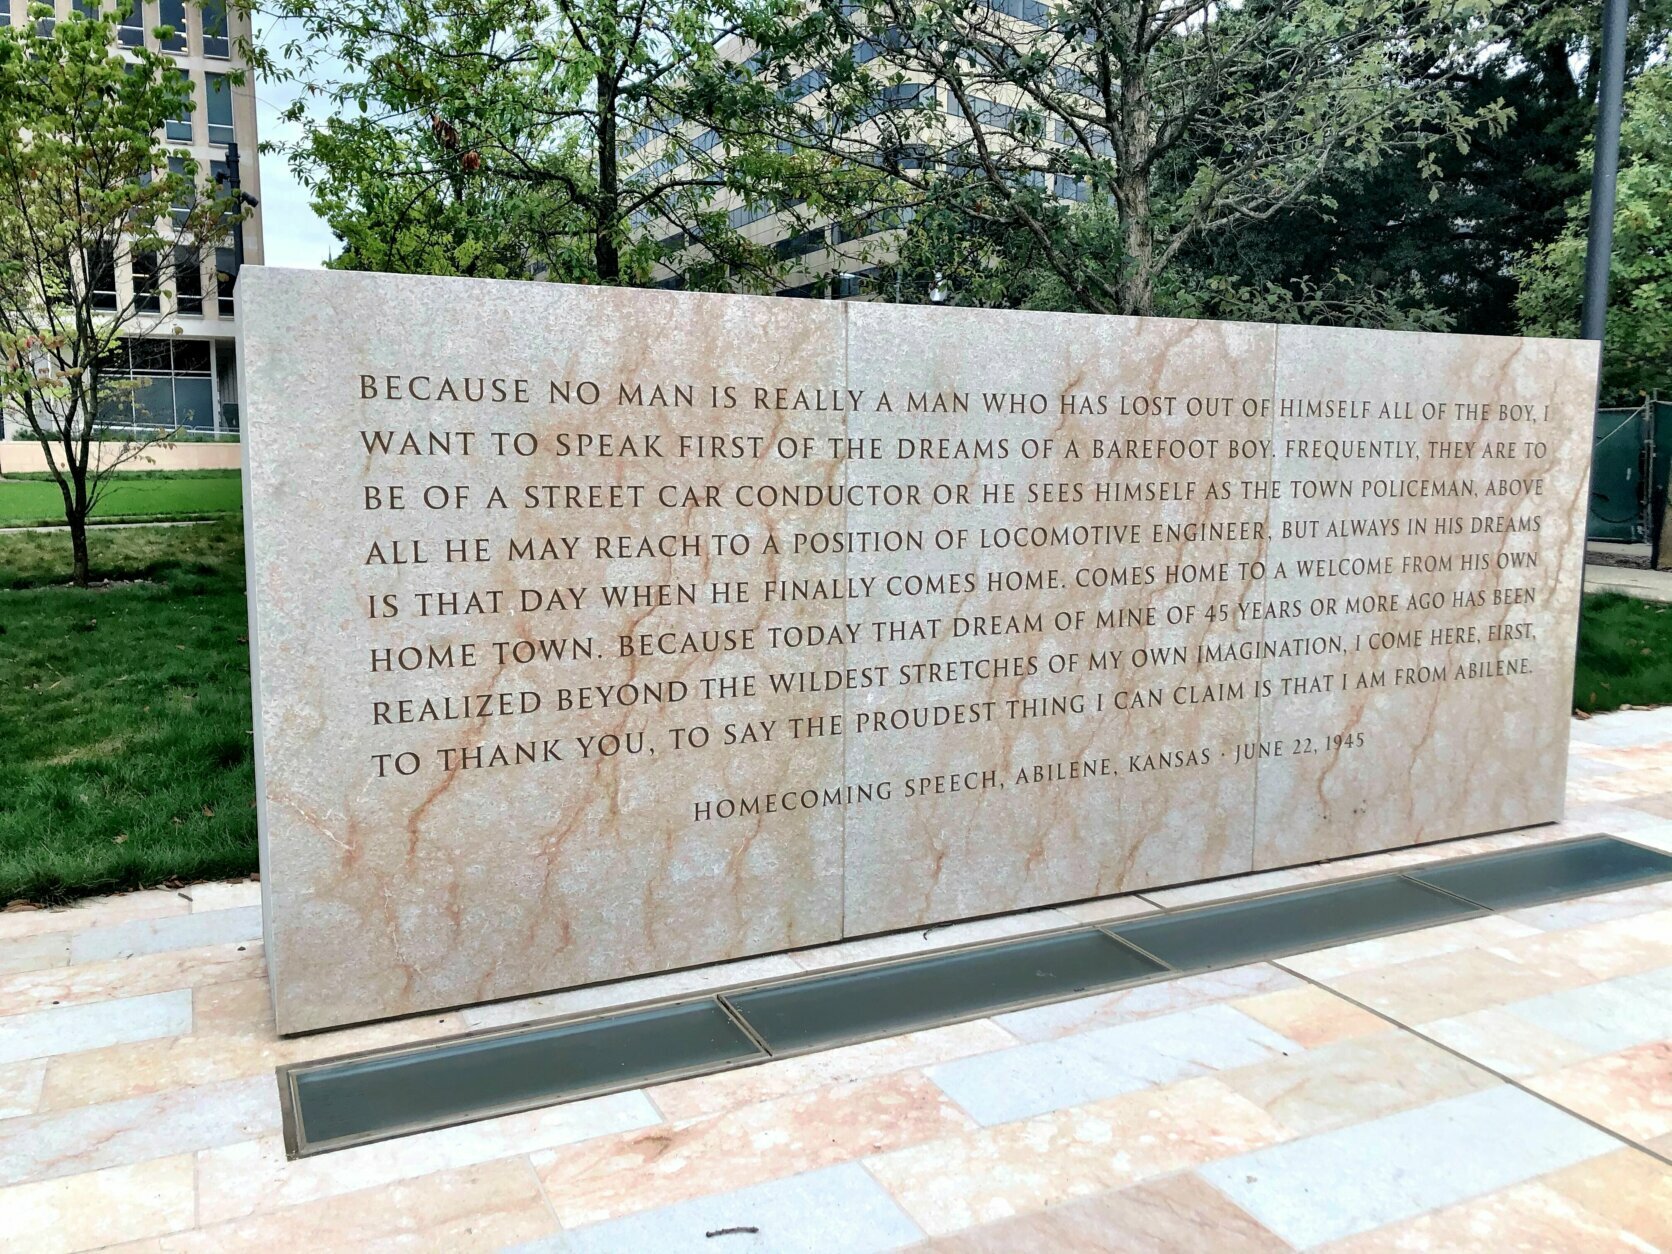 BECAUSE NO MAN IS REALLY A MAN WHO HAS LOST OUT OF HIMSELF ALL OF THE BOY, I
WANT TO SPEAK FIRST OF THE DREAMS OF A BAREFOOT BOY. FREQUENTLY, THEY ARE TO
BE OF A STREET CAR CONDUCTOR OR HE SEES HIMSELF AS THE TOWN POLICEMAN, ABOVE
ALL HE MAY REACH TO A POSITION OF LOCOMOTIVE ENGINEER, BUT ALWAYS IN HIS DREAMS
IS THAT DAY WHEN HE FINALLY COMES HOME. COMES HOME TO A WELCOME FROM HIS OWN
HOME TOWN. BECAUSE TODAY THAT DREAM OF MINE OF 45 YEARS OR MORE AGO HAS BEEN
REALIZED BEYOND THE WILDEST STRETCHES OF MY OWN IMAGINATION, I COME HERE, FIRST,
TO THANK YOU, TO SAY THE PROUDEST THING I CAN CLAIM IS THAT I AM FROM ABILENE.
HOMECOMING SPEECH, ABILENE, KANSAS · JUNE 22, 1945